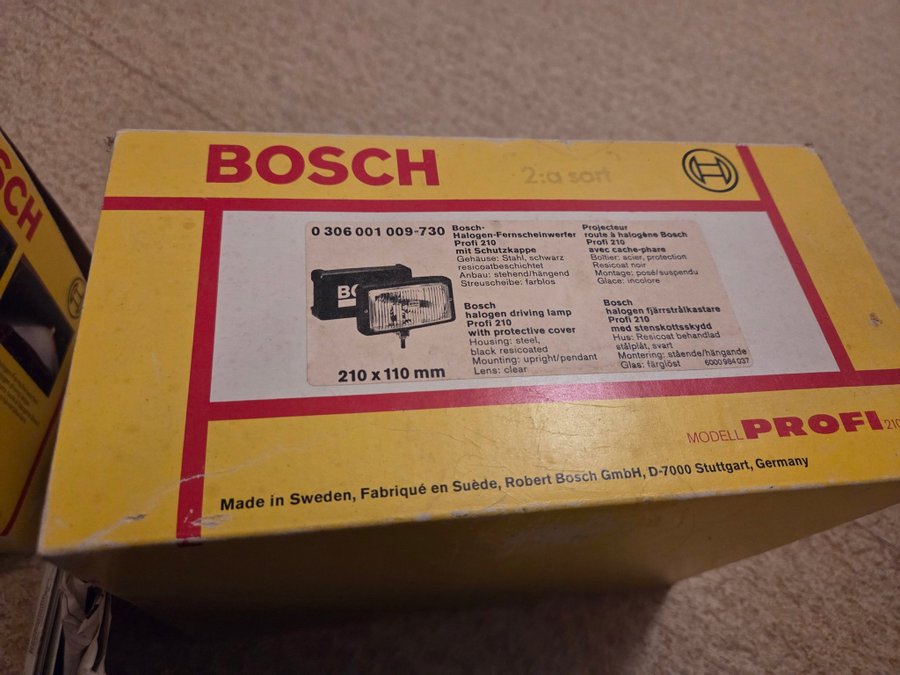 BOSCH
2:a sort
0 306 001 009-730
Bosch-
Halogen-Fernscheinwerfer
Profi 210
mit Schutzkappe
Gehäuse: Stahl, schwarz
resicoatbeschichtet
Anbau: stehend/hängend
Streuscheibe: farblos
Projecteur
route à halogène Bosch
Profi 210
avec cache-phare
Boîtier: acier, protection
Resicoat noir
Montage: posé/suspendu
Glace: incolore
BO
Bosch
halogen driving lamp
Profi 210
with protective cover
Housing: steel,
black resicoated
Mounting: upright/pendant
Lens: clear
Bosch
halogen fjärrstrålkastare
Profi 210
med stenskottsskydd
Hus: Resicoat behandlad
stålplåt, svart
Montering: stående/hängande
Glas: färglöst 6000 984 037
210 x 110 mm
MODELL PROFI 210
Made in Sweden, Fabriqué en Suède, Robert Bosch GmbH, D-7000 Stuttgart, Germany
SCH